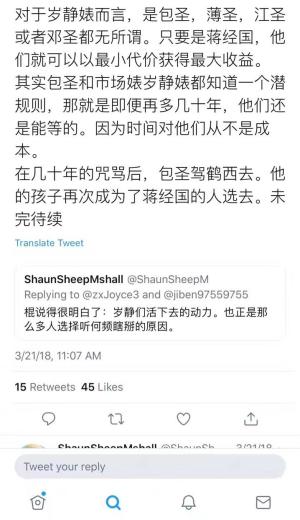 对于岁静婊而言，是包圣，薄圣，江圣
或者邓圣都无所谓。只要是蒋经国，他
们就可以以最小代价获得最大收益。
其实包圣和市场婊岁静婊都知道一个潜
规则，那就是即便再多几十年，他们还
是能等的。因为时间对他们从不是成
本。
在几十年的咒骂后，包圣驾鹤西去。他
的孩子再次成为了蒋经国的人选去。未
完待续
Translate Tweet
ShaunSheepMshall @ShaunSheepM
Replying to @zxJoyce3 and @jiben97559755
棍说得很明白了：岁静们活下去的动力。也正是那
么多人选择听何频瞎掰的原因。
3/21/18, 11:07 AM
15 Retweets 45 Likes
ShaunSheepMshall @ShaunSh... 3/21/18
Tweet your reply